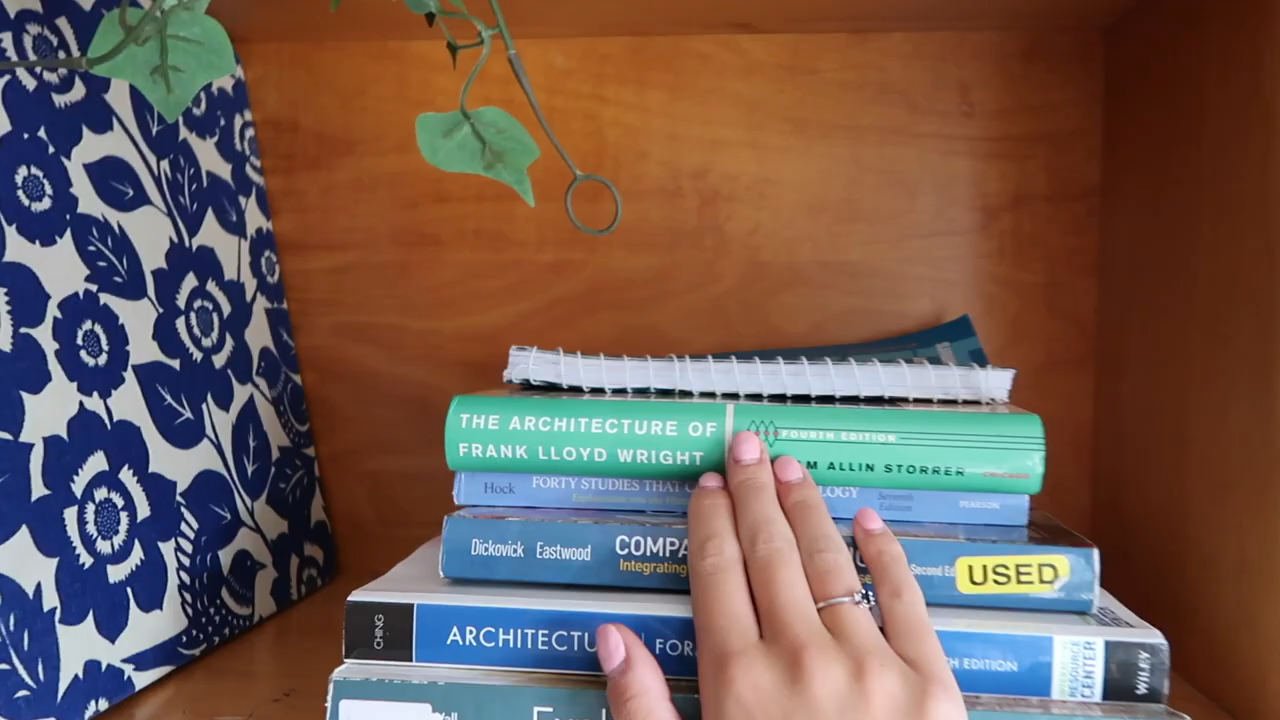 THE ARCHITECTURE OF
FRANK LLOYD WRIGHT
FOURTH EDITION
M ALLIN STORRER
CHICAGO
Hock FORTY STUDIES THAT C LOGY Seventh Edition PEARSON
Dickovick Eastwood COMPA
Integrating
Second Ed
USED
CHING ARCHITECTU FOR H EDITION RESOURCE CENTER WILEY